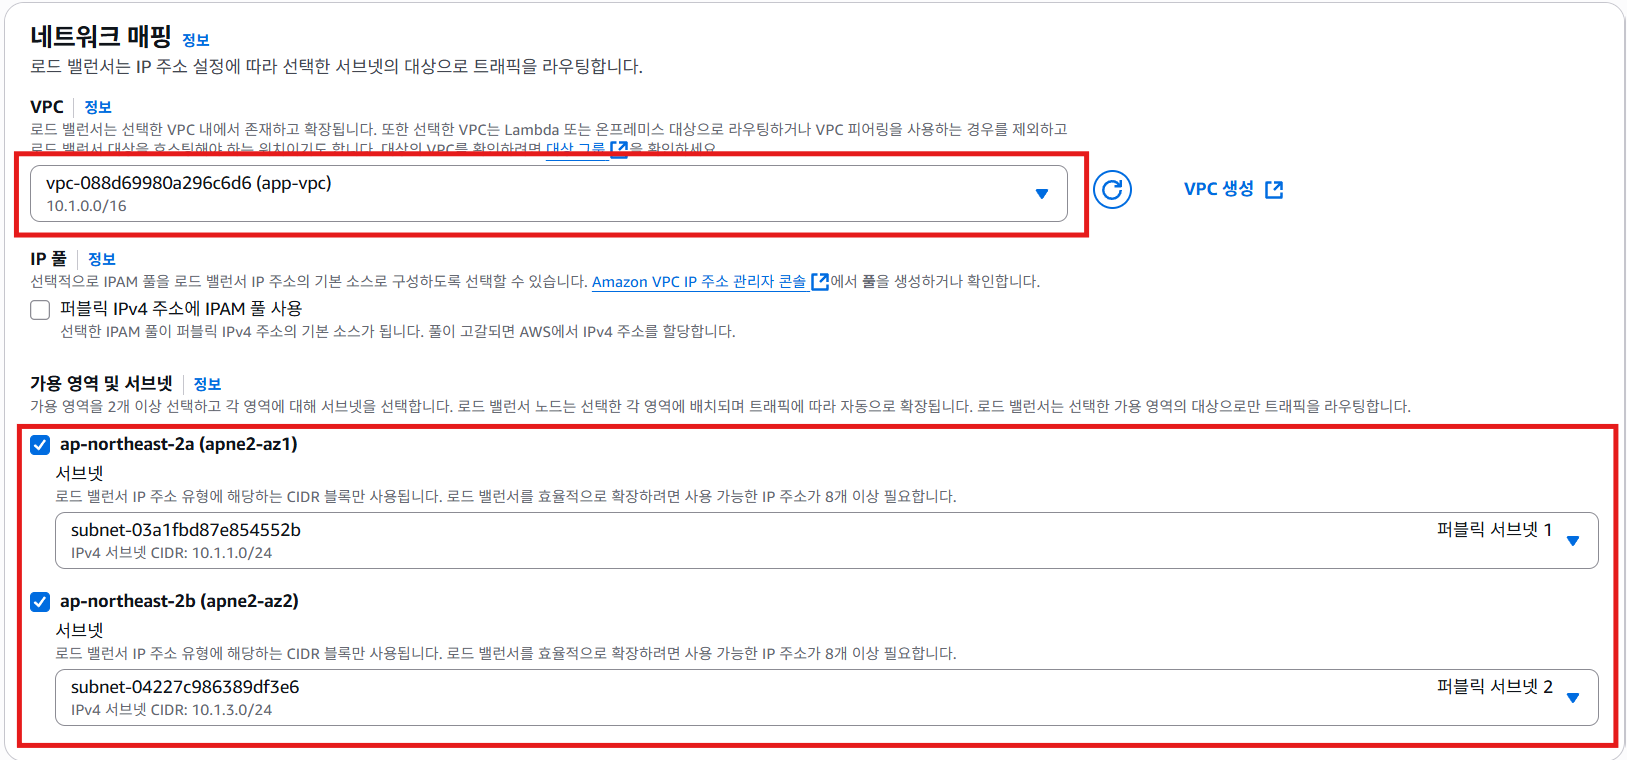 네트워크 매핑 정보
로드 밸런서는 IP 주소 설정에 따라 선택한 서브넷의 대상으로 트래픽을 라우팅합니다.
VPC 정보
로드 밸런서는 선택한 VPC 내에서 존재하고 확장됩니다. 또한 선택한 VPC는 Lambda 또는 온프레미스 대상으로 라우팅하거나 VPC 피어링을 사용하는 경우를 제외하고
로드 밸런서 대상을 호스팅해야 하는 위치이기도 합니다. 대상의 VPC를 확인하려면 대상 그룹을 확인하세요.
vpc-088d69980a296c6d6 (app-vpc)
10.1.0.0/16
VPC 생성
IP 풀 정보
선택적으로 IPAM 풀을 로드 밸런서 IP 주소의 기본 소스로 구성하도록 선택할 수 있습니다. Amazon VPC IP 주소 관리자 콘솔에서 풀을 생성하거나 확인합니다.
퍼블릭 IPv4 주소에 IPAM 풀 사용
선택한 IPAM 풀이 퍼블릭 IPv4 주소의 기본 소스가 됩니다. 풀이 고갈되면 AWS에서 IPv4 주소를 할당합니다.
가용 영역 및 서브넷 정보
가용 영역을 2개 이상 선택하고 각 영역에 대해 서브넷을 선택합니다. 로드 밸런서 노드는 선택한 각 영역에 배치되며 트래픽에 따라 자동으로 확장됩니다. 로드 밸런서는 선택한 가용 영역의 대상으로만 트래픽을 라우팅합니다.
ap-northeast-2a (apne2-az1)
서브넷
로드 밸런서 IP 주소 유형에 해당하는 CIDR 블록만 사용됩니다. 로드 밸런서를 효율적으로 확장하려면 사용 가능한 IP 주소가 8개 이상 필요합니다.
subnet-03a1fbd87e854552b 퍼블릭 서브넷 1
IPv4 서브넷 CIDR: 10.1.1.0/24
ap-northeast-2b (apne2-az2)
서브넷
로드 밸런서 IP 주소 유형에 해당하는 CIDR 블록만 사용됩니다. 로드 밸런서를 효율적으로 확장하려면 사용 가능한 IP 주소가 8개 이상 필요합니다.
subnet-04227c986389df3e6 퍼블릭 서브넷 2
IPv4 서브넷 CIDR: 10.1.3.0/24